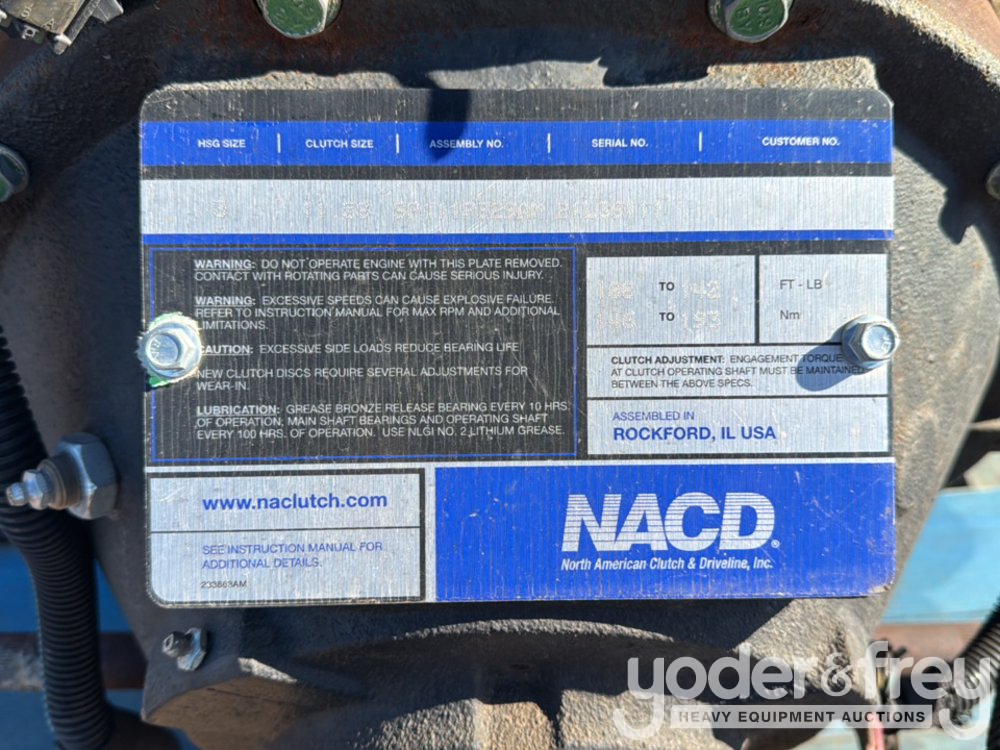 HSG SIZE | CLUTCH SIZE | ASSEMBLY NO. | SERIAL NO. | CUSTOMER NO.
WARNING: DO NOT OPERATE ENGINE WITH THIS PLATE REMOVED.
CONTACT WITH ROTATING PARTS CAN CAUSE SERIOUS INJURY.
WARNING: EXCESSIVE SPEEDS CAN CAUSE EXPLOSIVE FAILURE.
REFER TO INSTRUCTION MANUAL FOR MAX RPM AND ADDITIONAL
LIMITATIONS.
CAUTION: EXCESSIVE SIDE LOADS REDUCE BEARING LIFE
NEW CLUTCH DISCS REQUIRE SEVERAL ADJUSTMENTS FOR
WEAR-IN.
LUBRICATION: GREASE BRONZE RELEASE BEARING EVERY 10 HRS.
OF OPERATION; MAIN SHAFT BEARINGS AND OPERATING SHAFT
EVERY 100 HRS. OF OPERATION. USE NLGI NO. 2 LITHIUM GREASE.
TO FT - LB
TO Nm
CLUTCH ADJUSTMENT: ENGAGEMENT TORQUE
AT CLUTCH OPERATING SHAFT MUST BE MAINTAINED
BETWEEN THE ABOVE SPECS.
ASSEMBLED IN
ROCKFORD, IL USA
www.naclutch.com
SEE INSTRUCTION MANUAL FOR
ADDITIONAL DETAILS.
233863AM
NACD®
North American Clutch & Driveline, Inc.
yoder&frey
HEAVY EQUIPMENT AUCTIONS